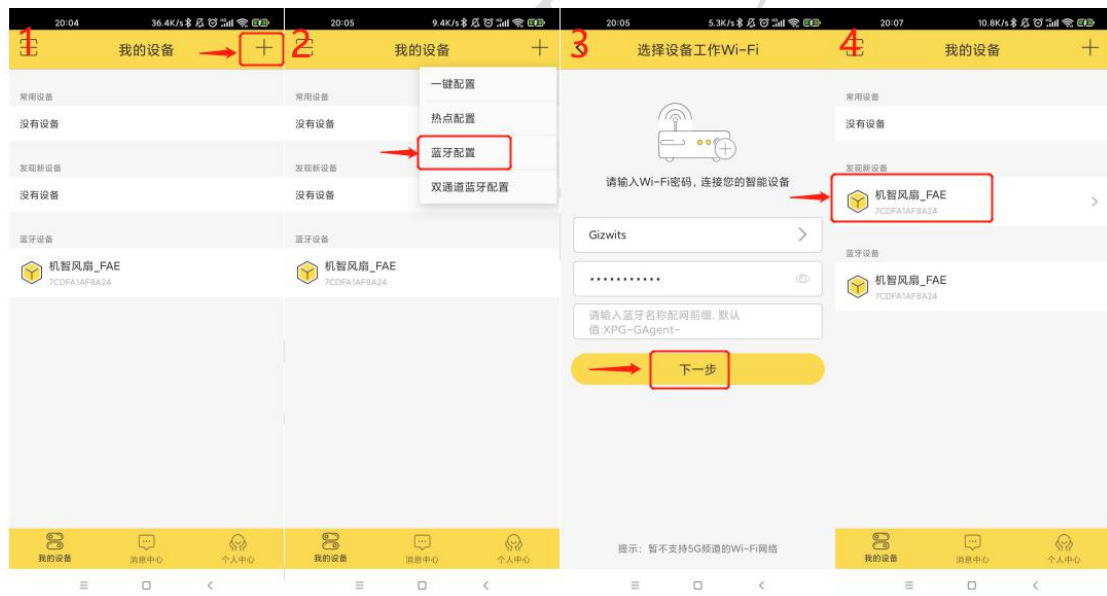 1
20:04
36.4K/s
我的设备
+
常用设备
没有设备
发现新设备
没有设备
蓝牙设备
机智风扇_FAE
7CDFA1AF8A24
我的设备
消息中心
个人中心
2
20:05
9.4K/s
我的设备
+
一键配置
热点配置
蓝牙配置
双通道蓝牙配置
常用设备
没有设备
发现新设备
没有设备
蓝牙设备
机智风扇_FAE
7CDFA1AF8A24
我的设备
消息中心
个人中心
3
20:05
5.3K/s
选择设备工作Wi-Fi
请输入Wi-Fi密码, 连接您的智能设备
Gizwits
•••••••••••
请输入蓝牙名称配网前缀, 默认
值:XPG-GAgent-
下一步
提示: 暂不支持5G频道的Wi-Fi网络
4
20:07
10.8K/s
我的设备
+
常用设备
没有设备
发现新设备
机智风扇_FAE
7CDFA1AF8A24
蓝牙设备
机智风扇_FAE
7CDFA1AF8A24
我的设备
消息中心
个人中心